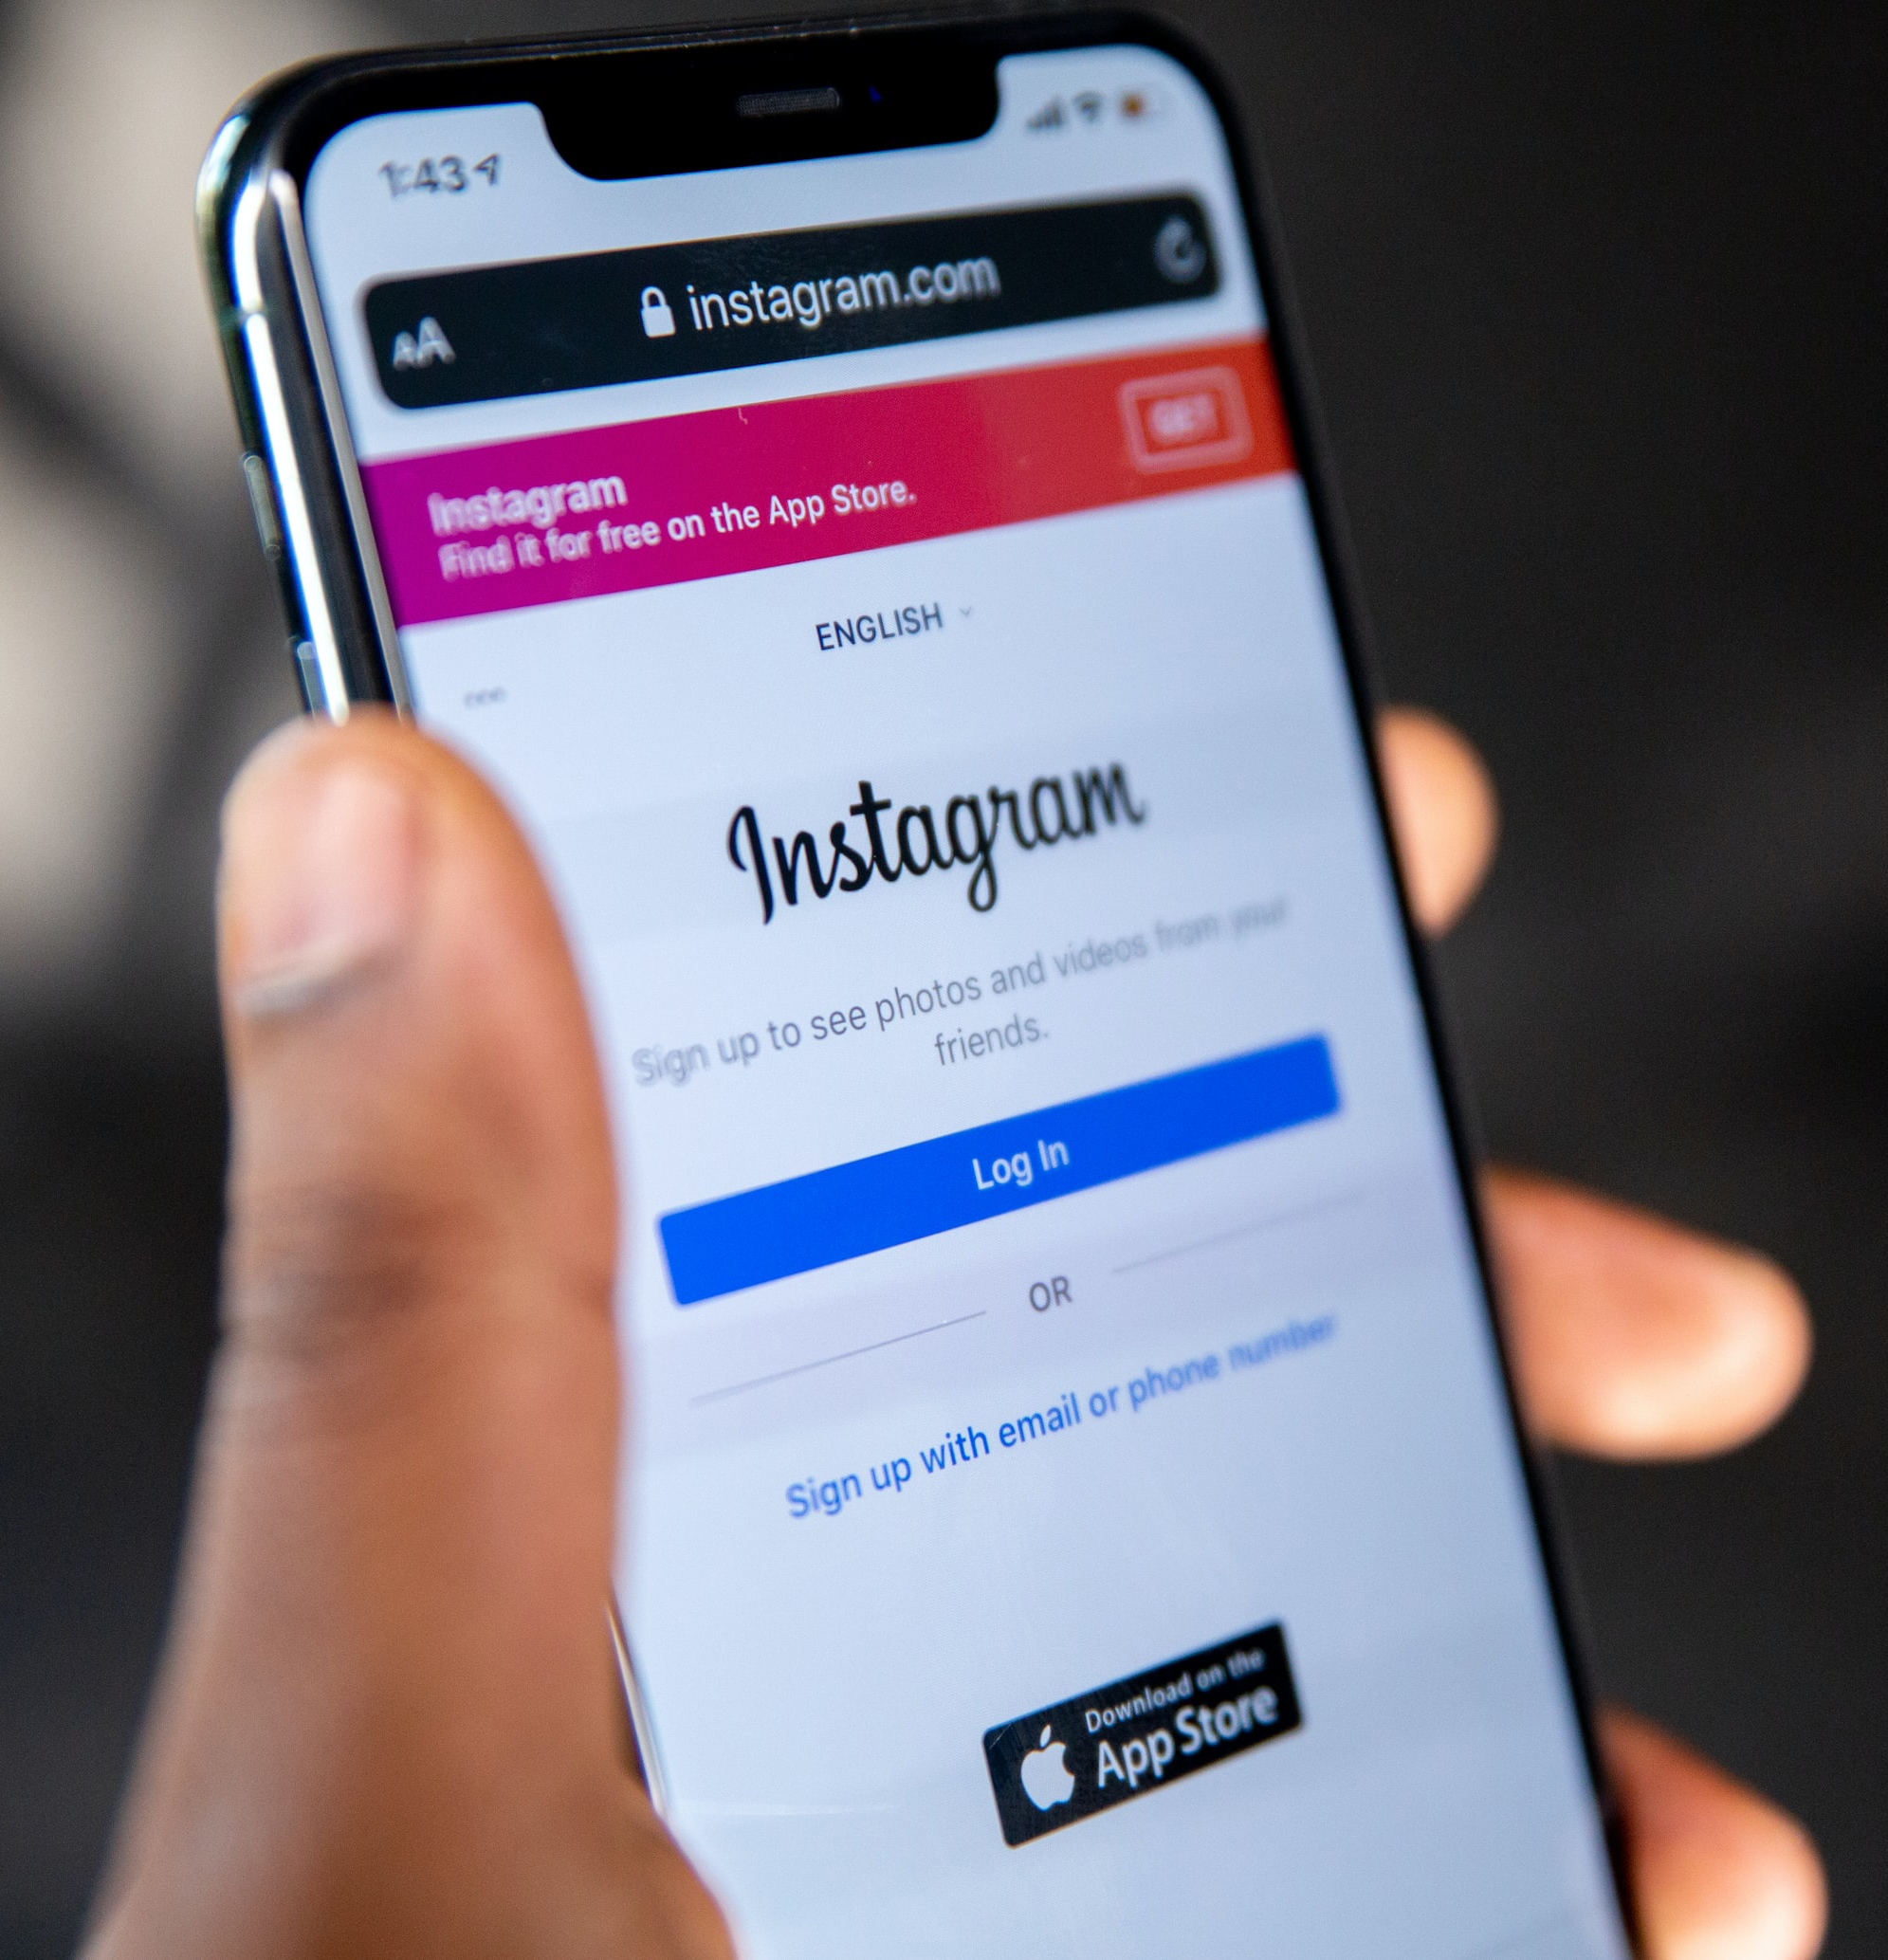 1:43
AA
instagram.com
Instagram
GET
Find it for free on the App Store.
ENGLISH
Instagram
Sign up to see photos and videos from your
friends.
Log In
OR
Sign up with email or phone number
Download on the
App Store